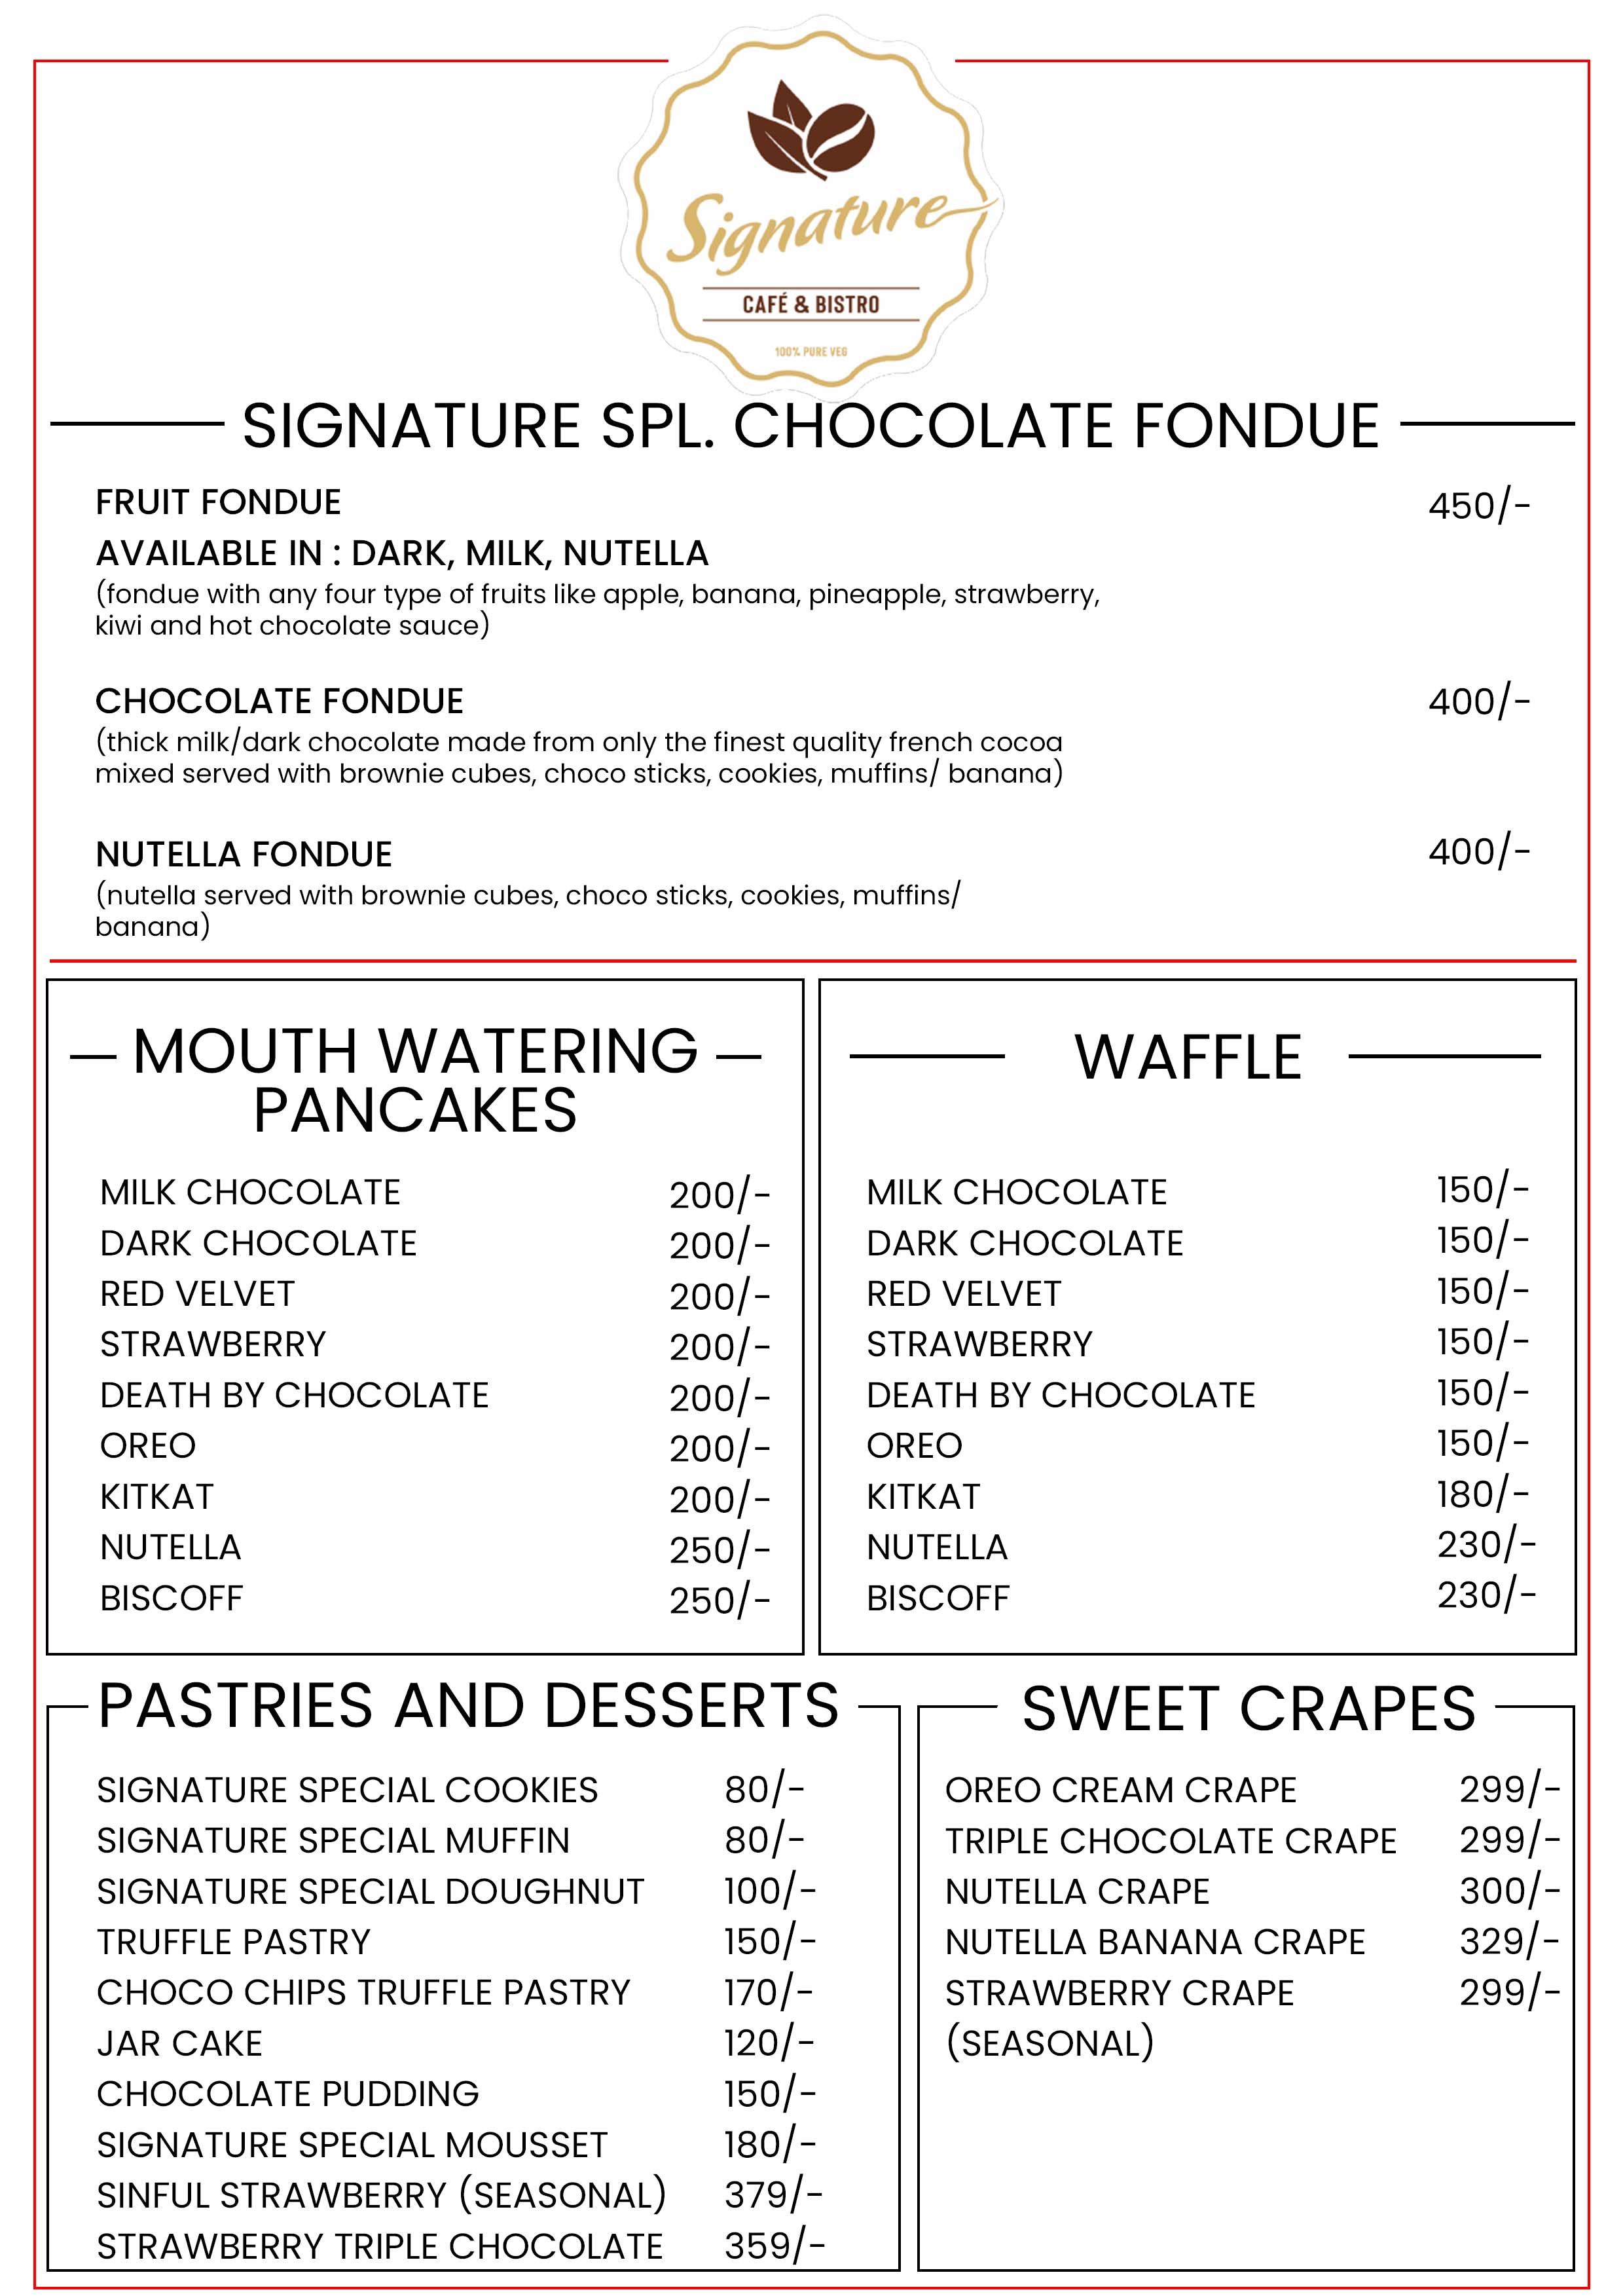 Signature
CAFÉ & BISTRO
100% PURE VEG
SIGNATURE SPL. CHOCOLATE FONDUE
FRUIT FONDUE 450/-
AVAILABLE IN : DARK, MILK, NUTELLA
(fondue with any four type of fruits like apple, banana, pineapple, strawberry,
kiwi and hot chocolate sauce)
CHOCOLATE FONDUE 400/-
(thick milk/dark chocolate made from only the finest quality french cocoa
mixed served with brownie cubes, choco sticks, cookies, muffins/ banana)
NUTELLA FONDUE 400/-
(nutella served with brownie cubes, choco sticks, cookies, muffins/
banana)
MOUTH WATERING
PANCAKES
MILK CHOCOLATE 200/-
DARK CHOCOLATE 200/-
RED VELVET 200/-
STRAWBERRY 200/-
DEATH BY CHOCOLATE 200/-
OREO 200/-
KITKAT 200/-
NUTELLA 250/-
BISCOFF 250/-
WAFFLE
MILK CHOCOLATE 150/-
DARK CHOCOLATE 150/-
RED VELVET 150/-
STRAWBERRY 150/-
DEATH BY CHOCOLATE 150/-
OREO 150/-
KITKAT 180/-
NUTELLA 230/-
BISCOFF 230/-
PASTRIES AND DESSERTS
SIGNATURE SPECIAL COOKIES 80/-
SIGNATURE SPECIAL MUFFIN 80/-
SIGNATURE SPECIAL DOUGHNUT 100/-
TRUFFLE PASTRY 150/-
CHOCO CHIPS TRUFFLE PASTRY 170/-
JAR CAKE 120/-
CHOCOLATE PUDDING 150/-
SIGNATURE SPECIAL MOUSSET 180/-
SINFUL STRAWBERRY (SEASONAL) 379/-
STRAWBERRY TRIPLE CHOCOLATE 359/-
SWEET CRAPES
OREO CREAM CRAPE 299/-
TRIPLE CHOCOLATE CRAPE 299/-
NUTELLA CRAPE 300/-
NUTELLA BANANA CRAPE 329/-
STRAWBERRY CRAPE 299/-
(SEASONAL)